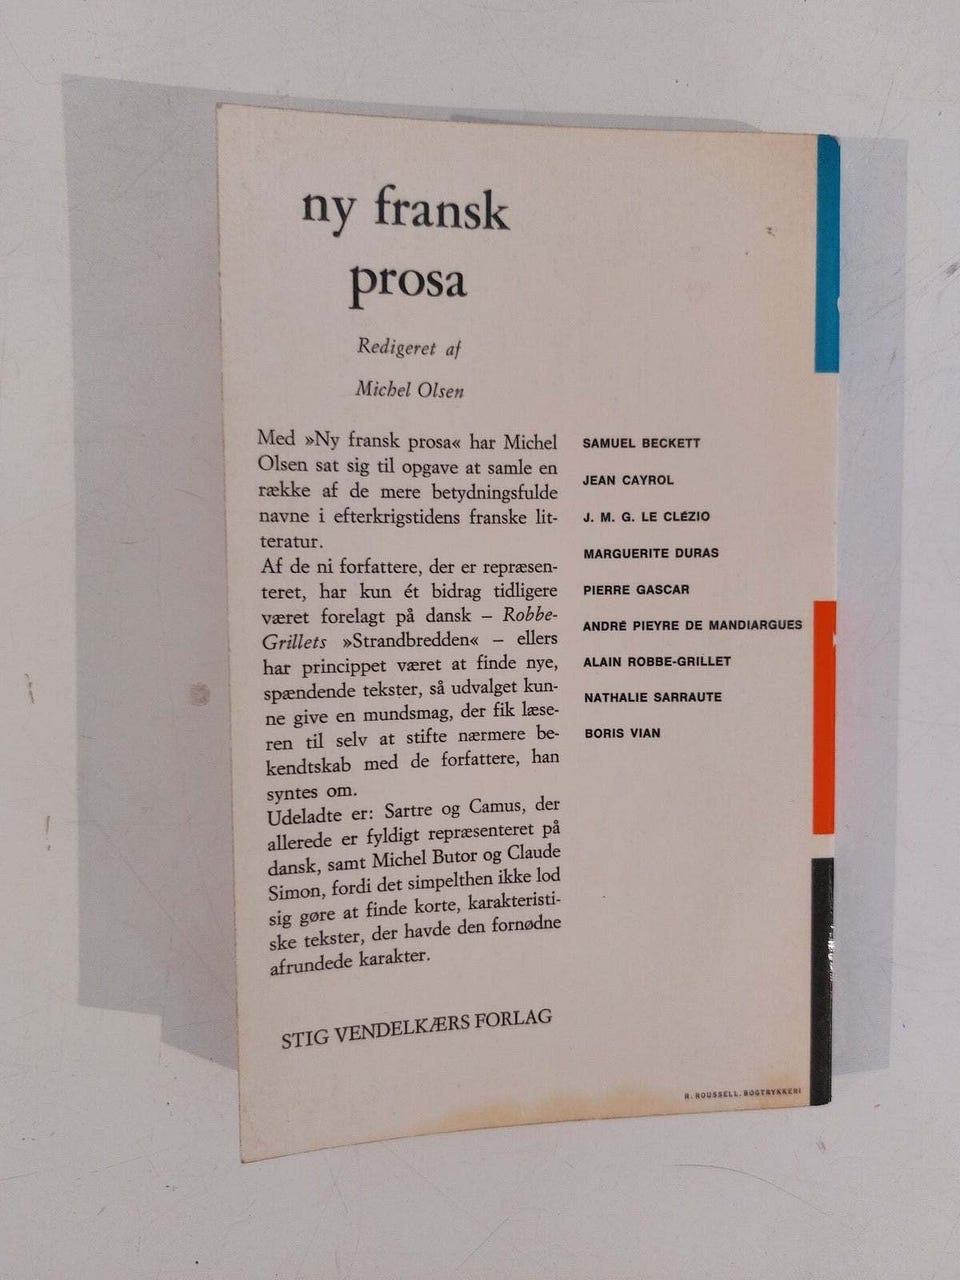 ny fransk
prosa
Redigeret af
Michel Olsen
Med »Ny fransk prosa« har Michel
Olsen sat sig til opgave at samle en
række af de mere betydningsfulde
navne i efterkrigstidens franske lit-
teratur.
Af de ni forfattere, der er repræsen-
teret, har kun ét bidrag tidligere
været forelagt på dansk – Robbe-
Grillets »Strandbredden« – ellers
har princippet været at finde nye,
spændende tekster, så udvalget kun-
ne give en mundsmag, der fik læse-
ren til selv at stifte nærmere be-
kendtskab med de forfattere, han
syntes om.
Udeladte er: Sartre og Camus, der
allerede er fyldigt repræsenteret på
dansk, samt Michel Butor og Claude
Simon, fordi det simpelthen ikke lod
sig gøre at finde korte, karakteristi-
ske tekster, der havde den fornødne
afrundede karakter.
STIG VENDELKÆRS FORLAG
SAMUEL BECKETT
JEAN CAYROL
J. M. G. LE CLÉZIO
MARGUERITE DURAS
PIERRE GASCAR
ANDRÉ PIEYRE DE MANDIARGUES
ALAIN ROBBE-GRILLET
NATHALIE SARRAUTE
BORIS VIAN
R. ROUSSELL. BOGTRYKKERI